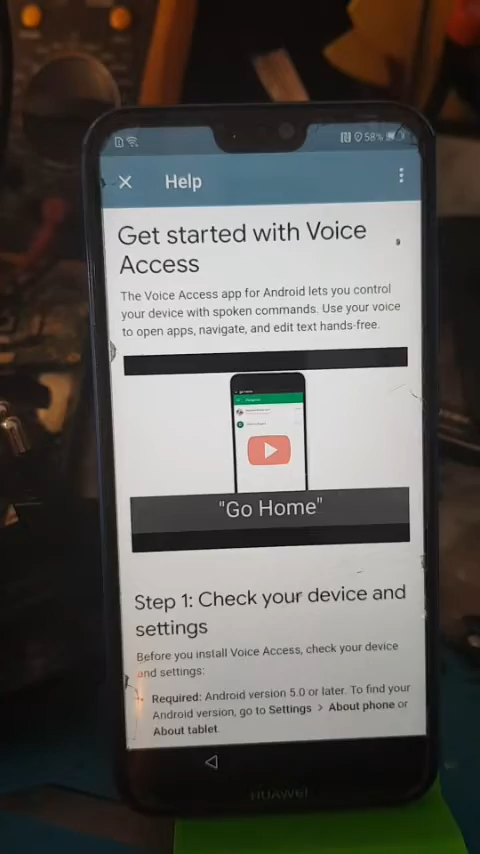 58%
Help
Get started with Voice
Access
The Voice Access app for Android lets you control
your device with spoken commands. Use your voice
to open apps, navigate, and edit text hands-free.
"Go Home"
Step 1: Check your device and
settings
Before you install Voice Access, check your device
and settings:
Required: Android version 5.0 or later. To find your
Android version, go to Settings > About phone or
About tablet.
HUAWEI